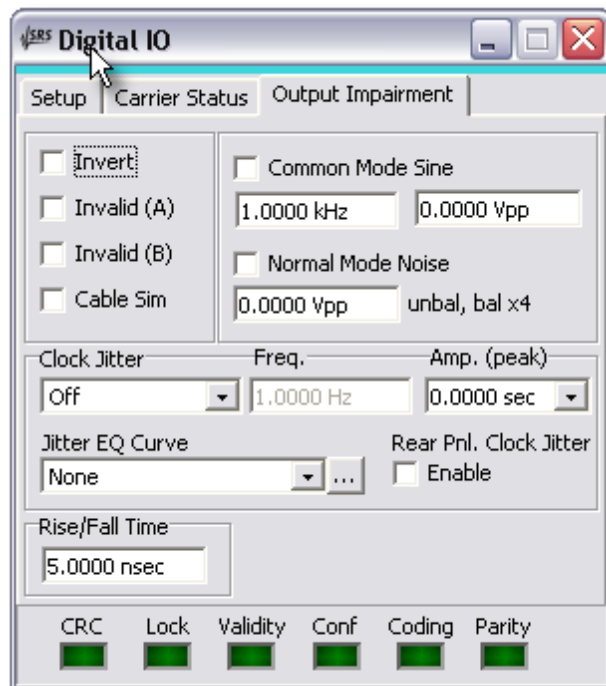 SRS Digital IO
Setup Carrier Status Output Impairment
Invert
Invalid (A)
Invalid (B)
Cable Sim
Common Mode Sine
1.0000 kHz 0.0000 Vpp
Normal Mode Noise
0.0000 Vpp unbal, bal x4
Clock Jitter Freq. Amp. (peak)
Off 1.0000 Hz 0.0000 sec
Jitter EQ Curve Rear Pnl. Clock Jitter
None ... Enable
Rise/Fall Time
5.0000 nsec
CRC Lock Validity Conf Coding Parity